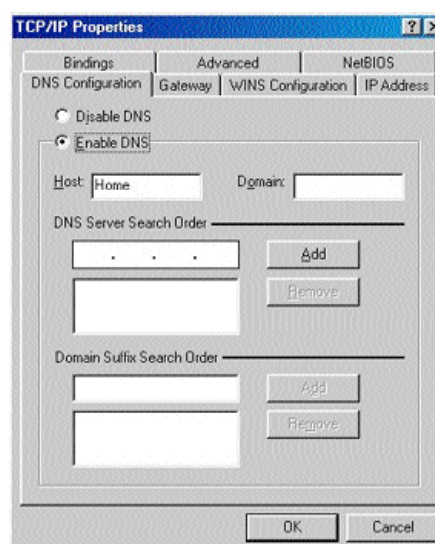 TCP/IP Properties
Bindings Advanced NetBIOS
DNS Configuration Gateway WINS Configuration IP Address
Disable DNS
Enable DNS
Host: Home Domain:
DNS Server Search Order
. . . Add
Remove
Domain Suffix Search Order
Add
Remove
OK Cancel